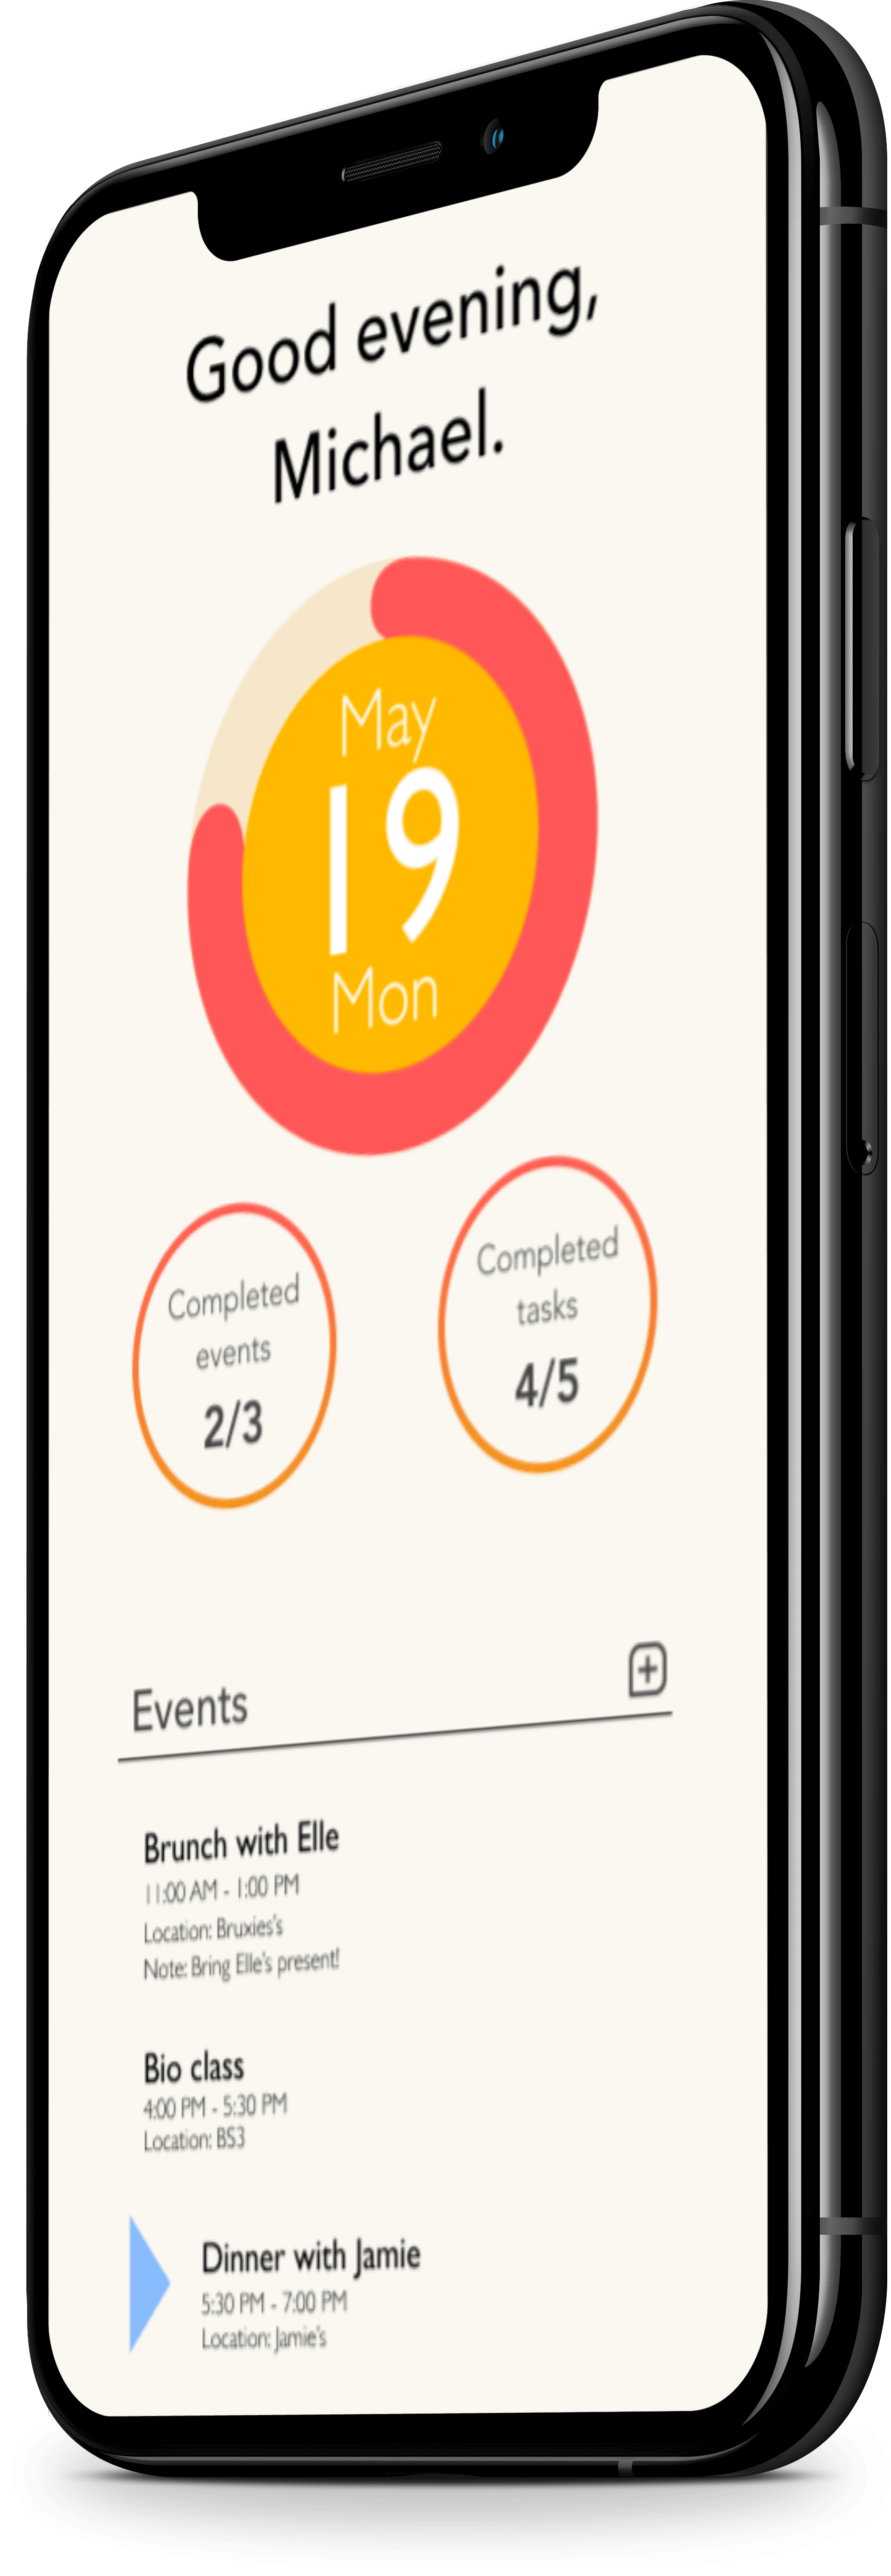 Good evening,
Michael.
May
19
Mon
Completed
events
2/3
Completed
tasks
4/5
Events
Brunch with Elle
11:00 AM - 1:00 PM
Location: Bruxies's
Note: Bring Elle's present!
Bio class
4:00 PM - 5:30 PM
Location: BS3
Dinner with Jamie
5:30 PM - 7:00 PM
Location: Jamie's